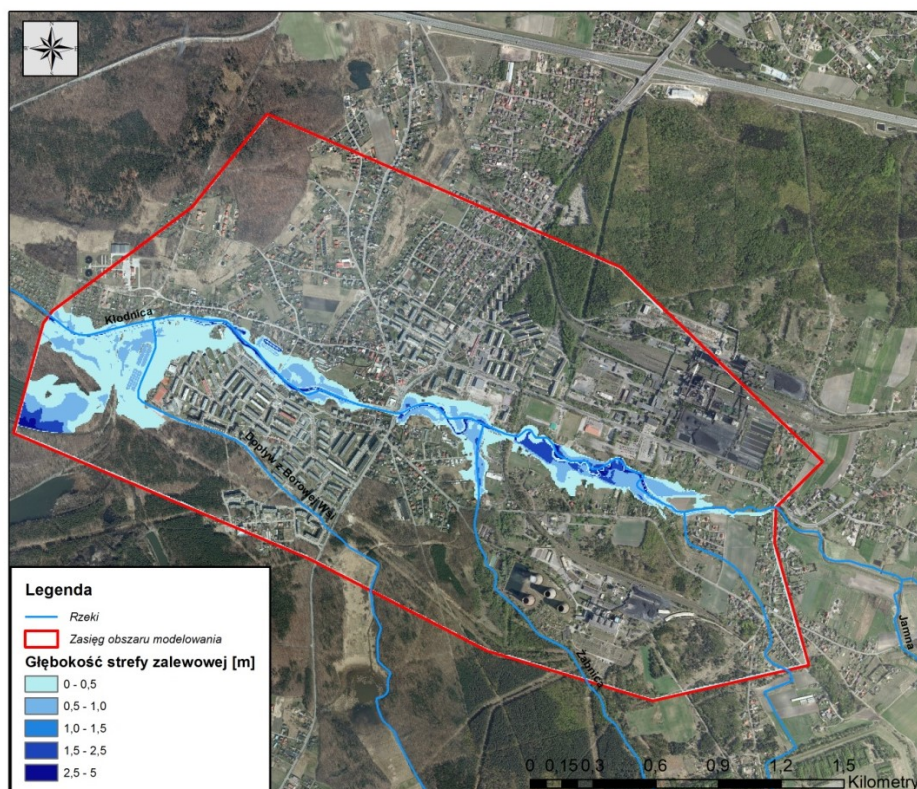 Kłodnica
Dopływ z Borowej Wsi
Żabnica
Jamna
Legenda
Rzeki
Zasięg obszaru modelowania
Głębokość strefy zalewowej [m]
0 - 0,5
0,5 - 1,0
1,0 - 1,5
1,5 - 2,5
2,5 - 5
0 0,15 0,3 0,6 0,9 1,2 1,5
Kilometry